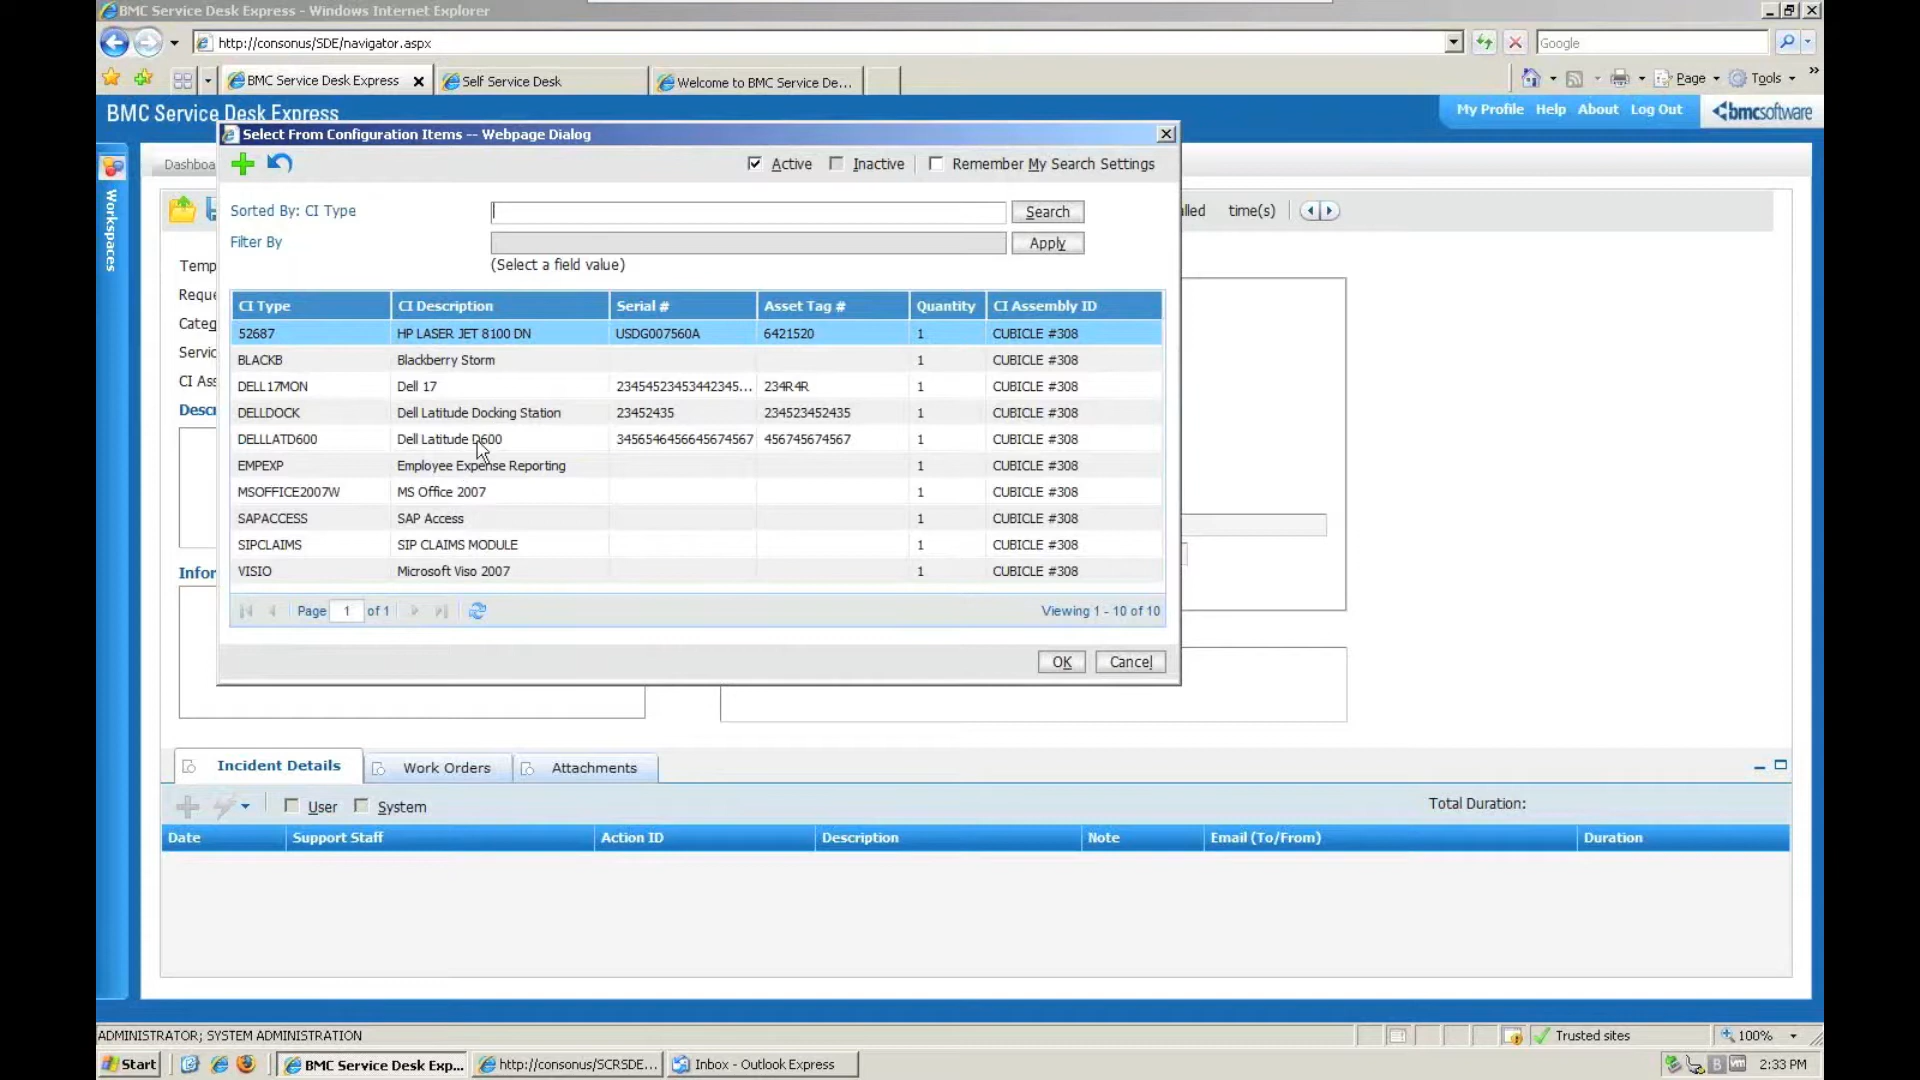 BMC Service Desk Express - Windows Internet Explorer
http://consonus/SDE/navigator.aspx
Google
BMC Service Desk Express
Self Service Desk
Welcome to BMC Service De...
Page
Tools
BMC Service Desk Express
My Profile Help About Log Out
bmcsoftware
Workspaces
Dashboa
Select From Configuration Items -- Webpage Dialog
Active Inactive Remember My Search Settings
Sorted By: CI Type
Search
Filter By
Apply
(Select a field value)
lled time(s)
Temp
Reque
Categ
Servic
CI Ass
Descr
Infor
CI Type CI Description Serial # Asset Tag # Quantity CI Assembly ID
52687 HP LASER JET 8100 DN USDG007560A 6421520 1 CUBICLE #308
BLACKB Blackberry Storm 1 CUBICLE #308
DELL17MON Dell 17 23454523453442345... 234R4R 1 CUBICLE #308
DELLDOCK Dell Latitude Docking Station 23452435 234523452435 1 CUBICLE #308
DELLLATD600 Dell Latitude D600 3456546456645674567 456745674567 1 CUBICLE #308
EMPEXP Employee Expense Reporting 1 CUBICLE #308
MSOFFICE2007W MS Office 2007 1 CUBICLE #308
SAPACCESS SAP Access 1 CUBICLE #308
SIPCLAIMS SIP CLAIMS MODULE 1 CUBICLE #308
VISIO Microsoft Viso 2007 1 CUBICLE #308
Page 1 of 1
Viewing 1 - 10 of 10
OK Cancel
Incident Details Work Orders Attachments
User System
Total Duration:
Date Support Staff Action ID Description Note Email (To/From) Duration
ADMINISTRATOR; SYSTEM ADMINISTRATION
Trusted sites
100%
Start
BMC Service Desk Exp...
http://consonus/SCRSDE...
Inbox - Outlook Express
2:33 PM